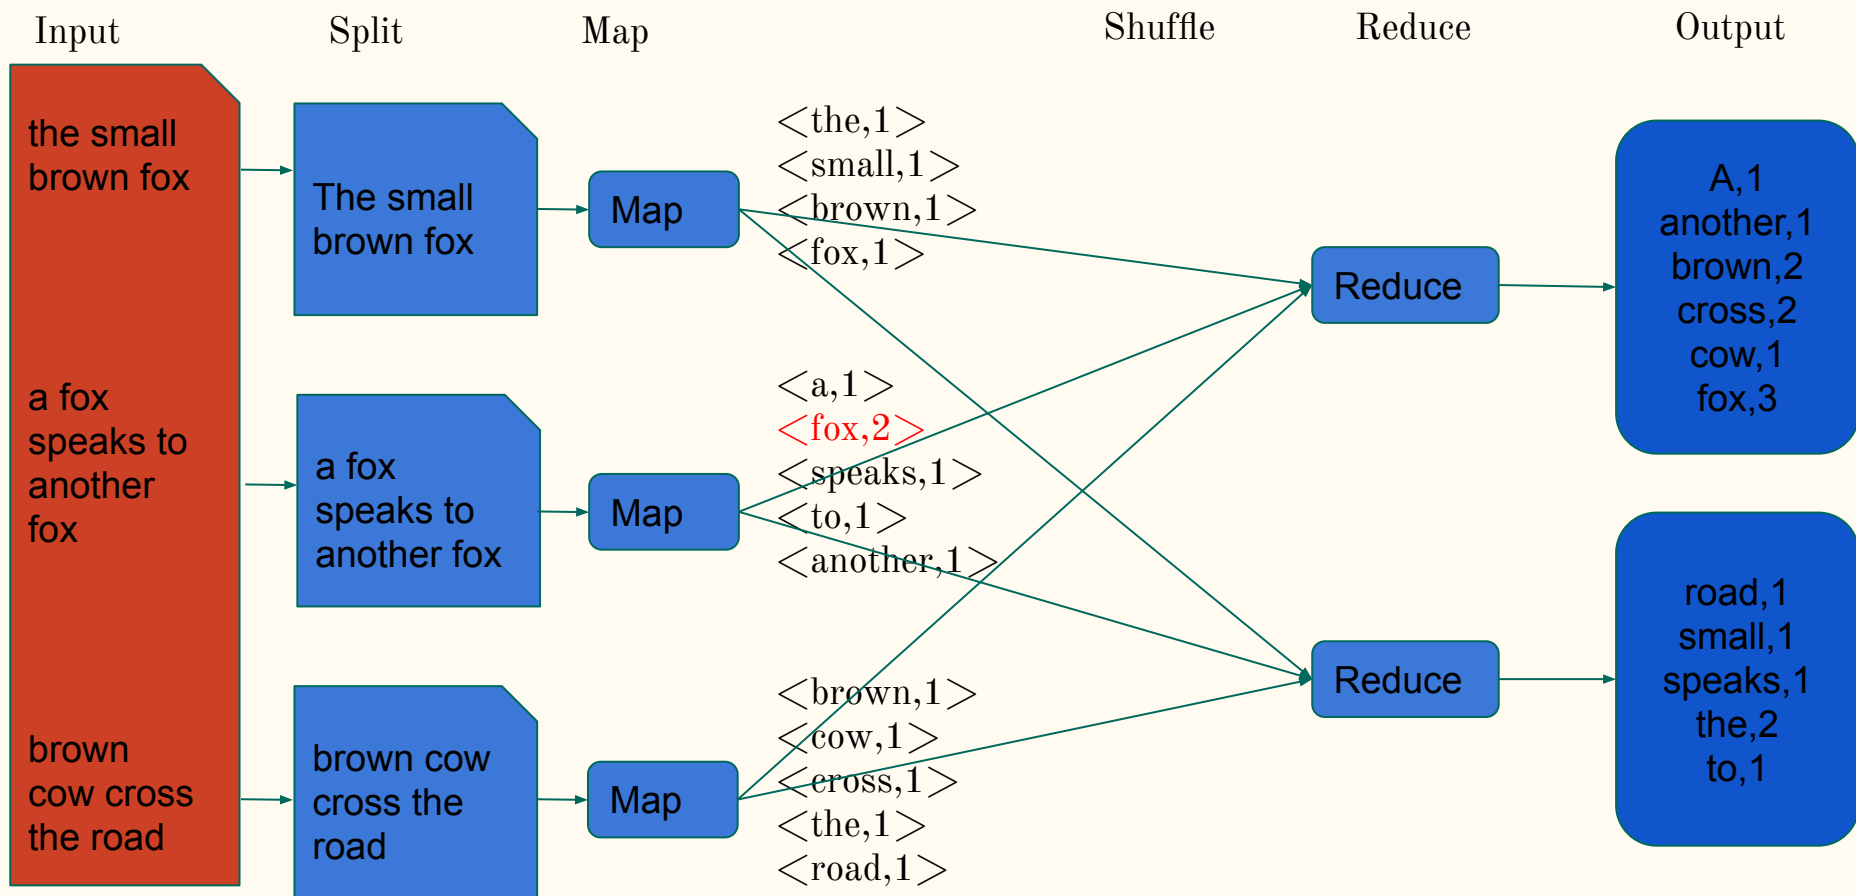 Input
Split
Map
Shuffle
Reduce
Output
the small
brown fox
a fox
speaks to
another
fox
brown
cow cross
the road
The small
brown fox
a fox
speaks to
another fox
brown cow
cross the
road
Map
Map
Map
<the,1>
<small,1>
<brown,1>
<fox,1>
<a,1>
<fox,2>
<speaks,1>
<to,1>
<another,1>
<brown,1>
<cow,1>
<cross,1>
<the,1>
<road,1>
Reduce
Reduce
A,1
another,1
brown,2
cross,2
cow,1
fox,3
road,1
small,1
speaks,1
the,2
to,1